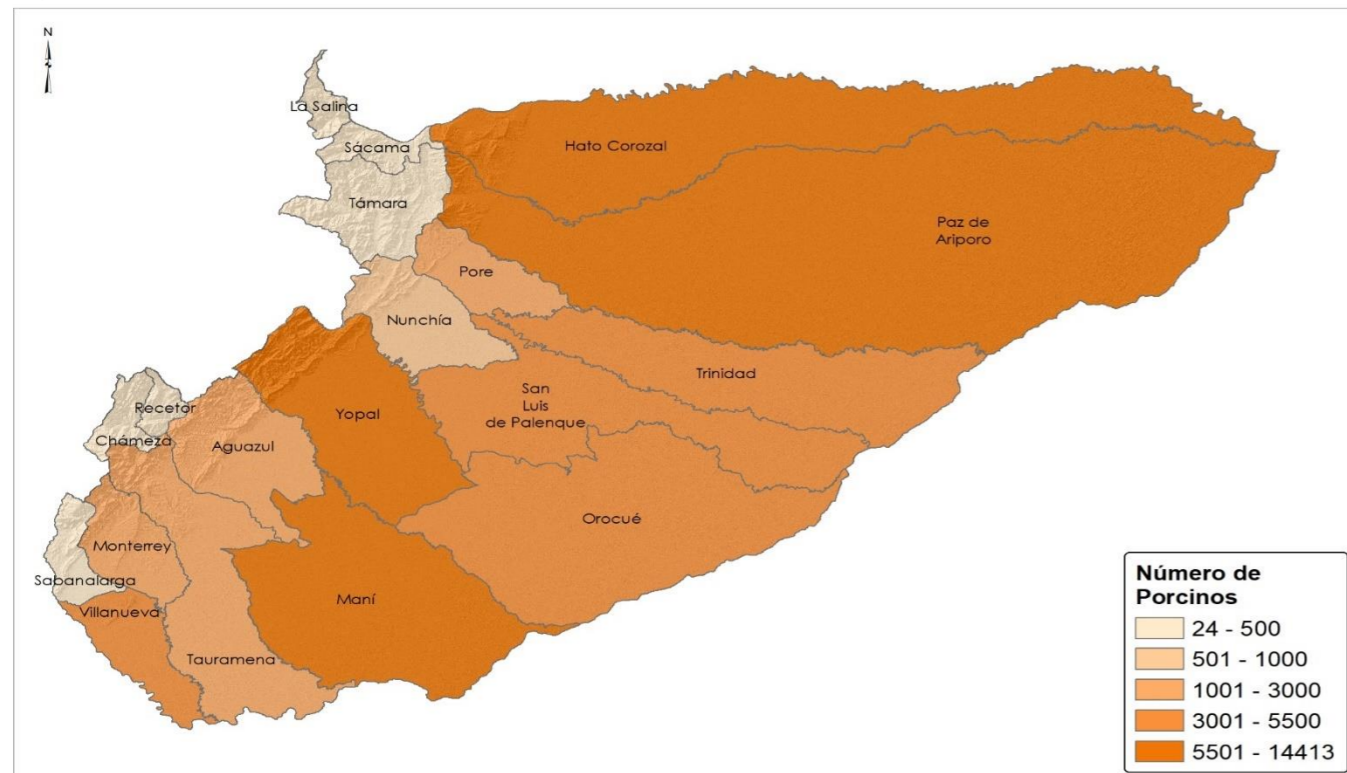 N
La Salina
Sácama
Hato Corozal
Támara
Paz de
Ariporo
Pore
Nunchía
Trinidad
San
Luis
de Palenque
Recetor
Yopal
Chámeza
Aguazul
Orocué
Monterrey
Sabanalarga
Maní
Villanueva
Tauramena
Número de
Porcinos
24 - 500
501 - 1000
1001 - 3000
3001 - 5500
5501 - 14413